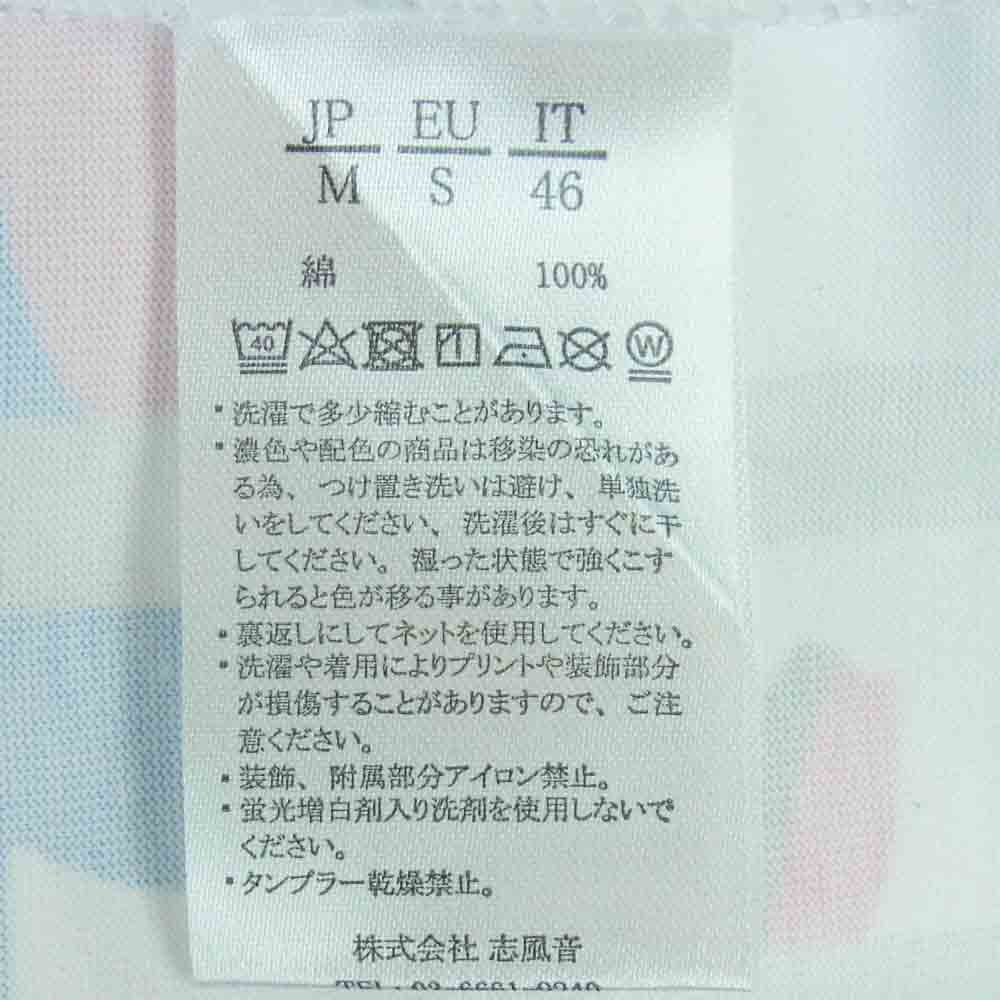 JP EU IT
M S 46
綿 100%
40 W
・洗濯で多少縮むことがあります。
・濃色や配色の商品は移染の恐れがあ
る為、つけ置き洗いは避け、単独洗
いをしてください、洗濯後はすぐに干
してください。湿った状態で強くこす
られると色が移る事があります。
・裏返しにしてネットを使用してください。
・洗濯や着用によりプリントや装飾部分
が損傷することがありますので、ご注
意ください。
・装飾、附属部分アイロン禁止。
・蛍光増白剤入り洗剤を使用しないで
ください。
・タンプラー乾燥禁止。
株式会社 志風音
TEL:03-6661-9240